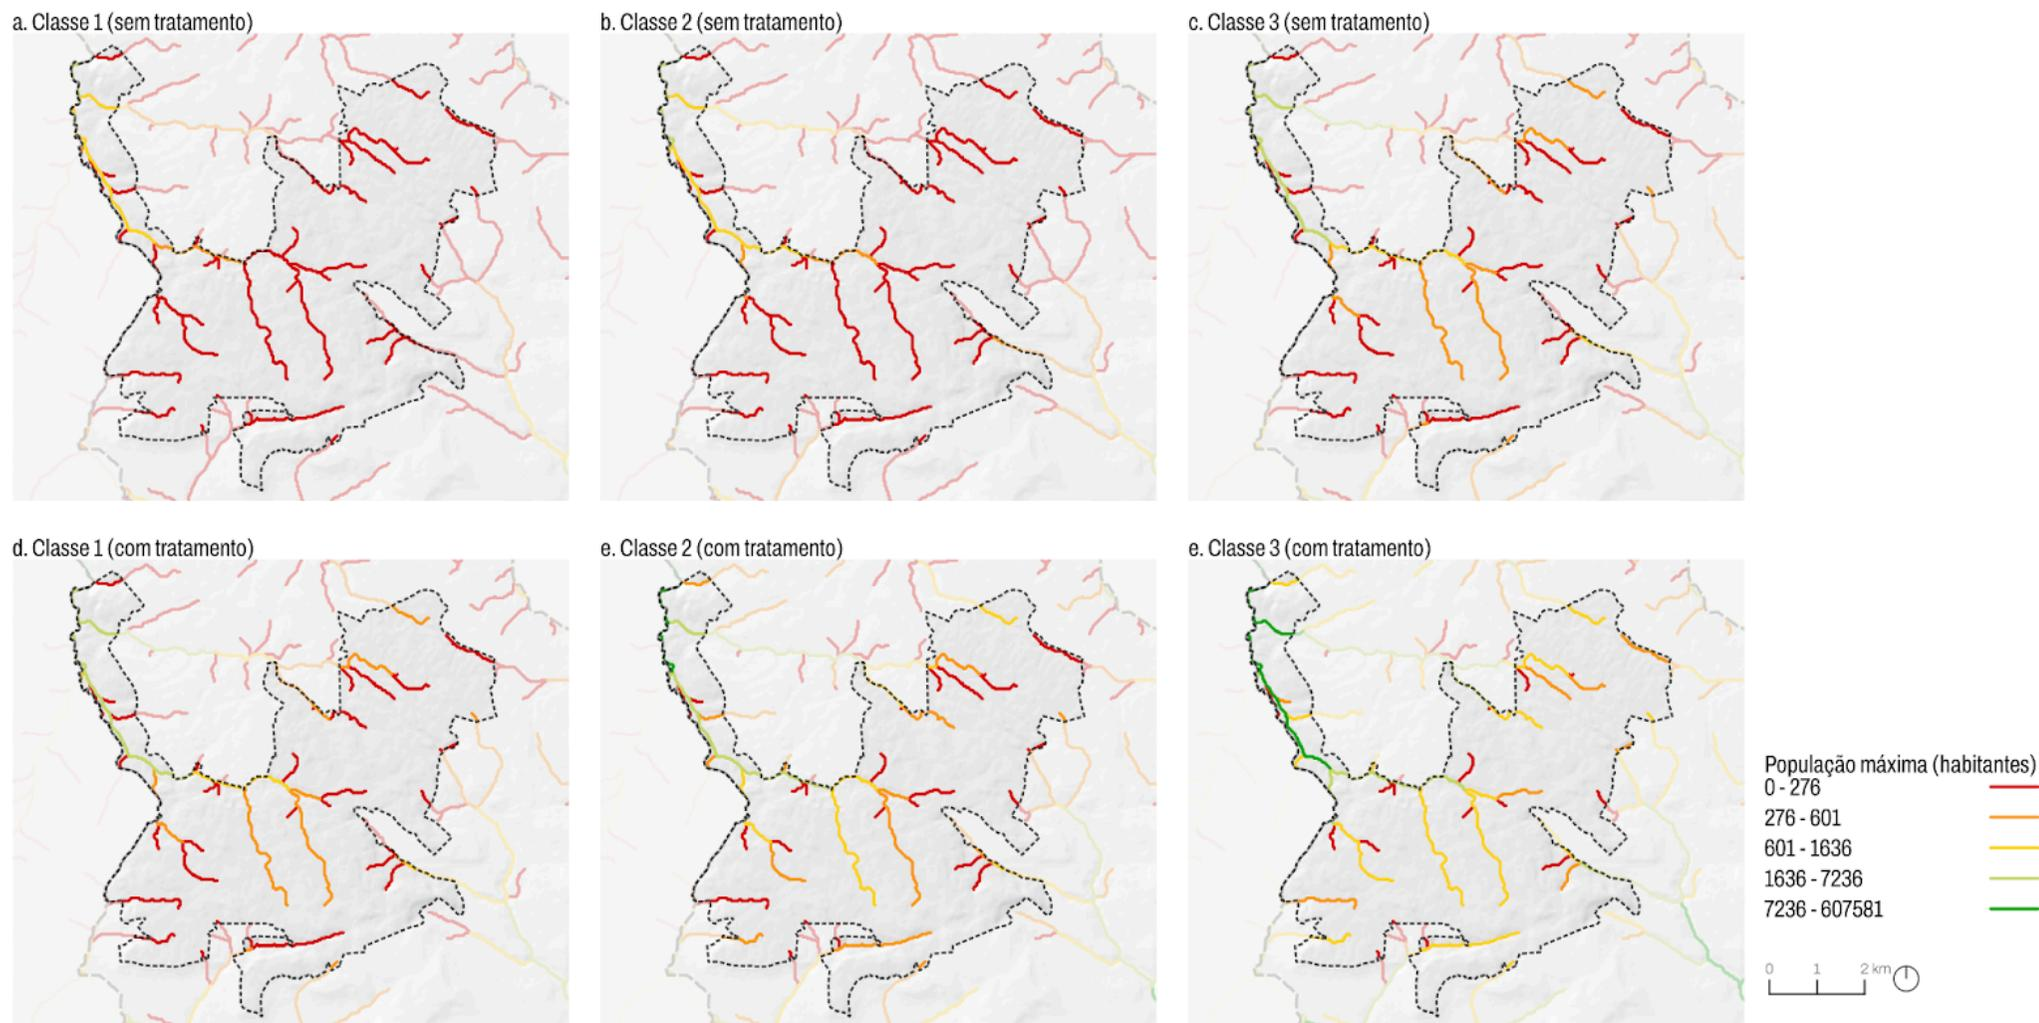 a. Classe 1 (sem tratamento)
b. Classe 2 (sem tratamento)
c. Classe 3 (sem tratamento)
d. Classe 1 (com tratamento)
e. Classe 2 (com tratamento)
e. Classe 3 (com tratamento)
População máxima (habitantes)
0 - 276
276 - 601
601 - 1636
1636 - 7236
7236 - 607581
0 1 2 km